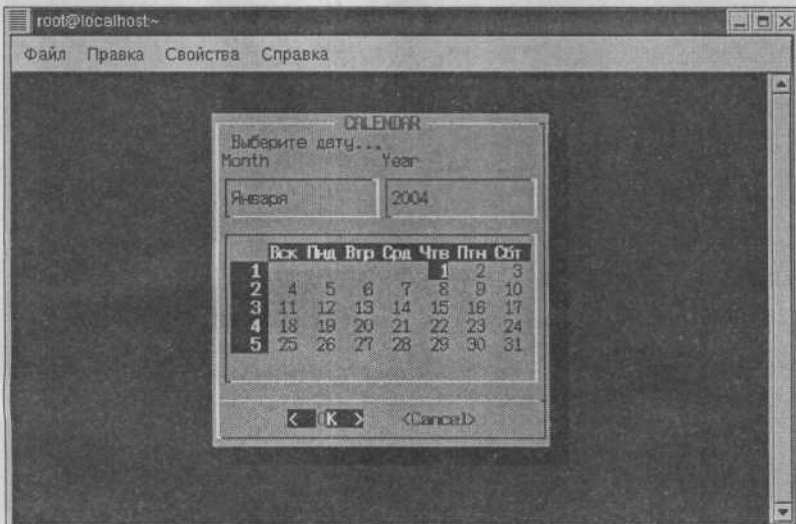 root@localhost:~
Файл Правка Свойства Справка
CALENDAR
Выберите дату...
Month Year
Января 2004
Вск Пнд Втр Срд Чтв Птн Сбт
1 1 2 3
2 4 5 6 7 8 9 10
3 11 12 13 14 15 16 17
4 18 19 20 21 22 23 24
5 25 26 27 28 29 30 31
< OK > <Cancel>